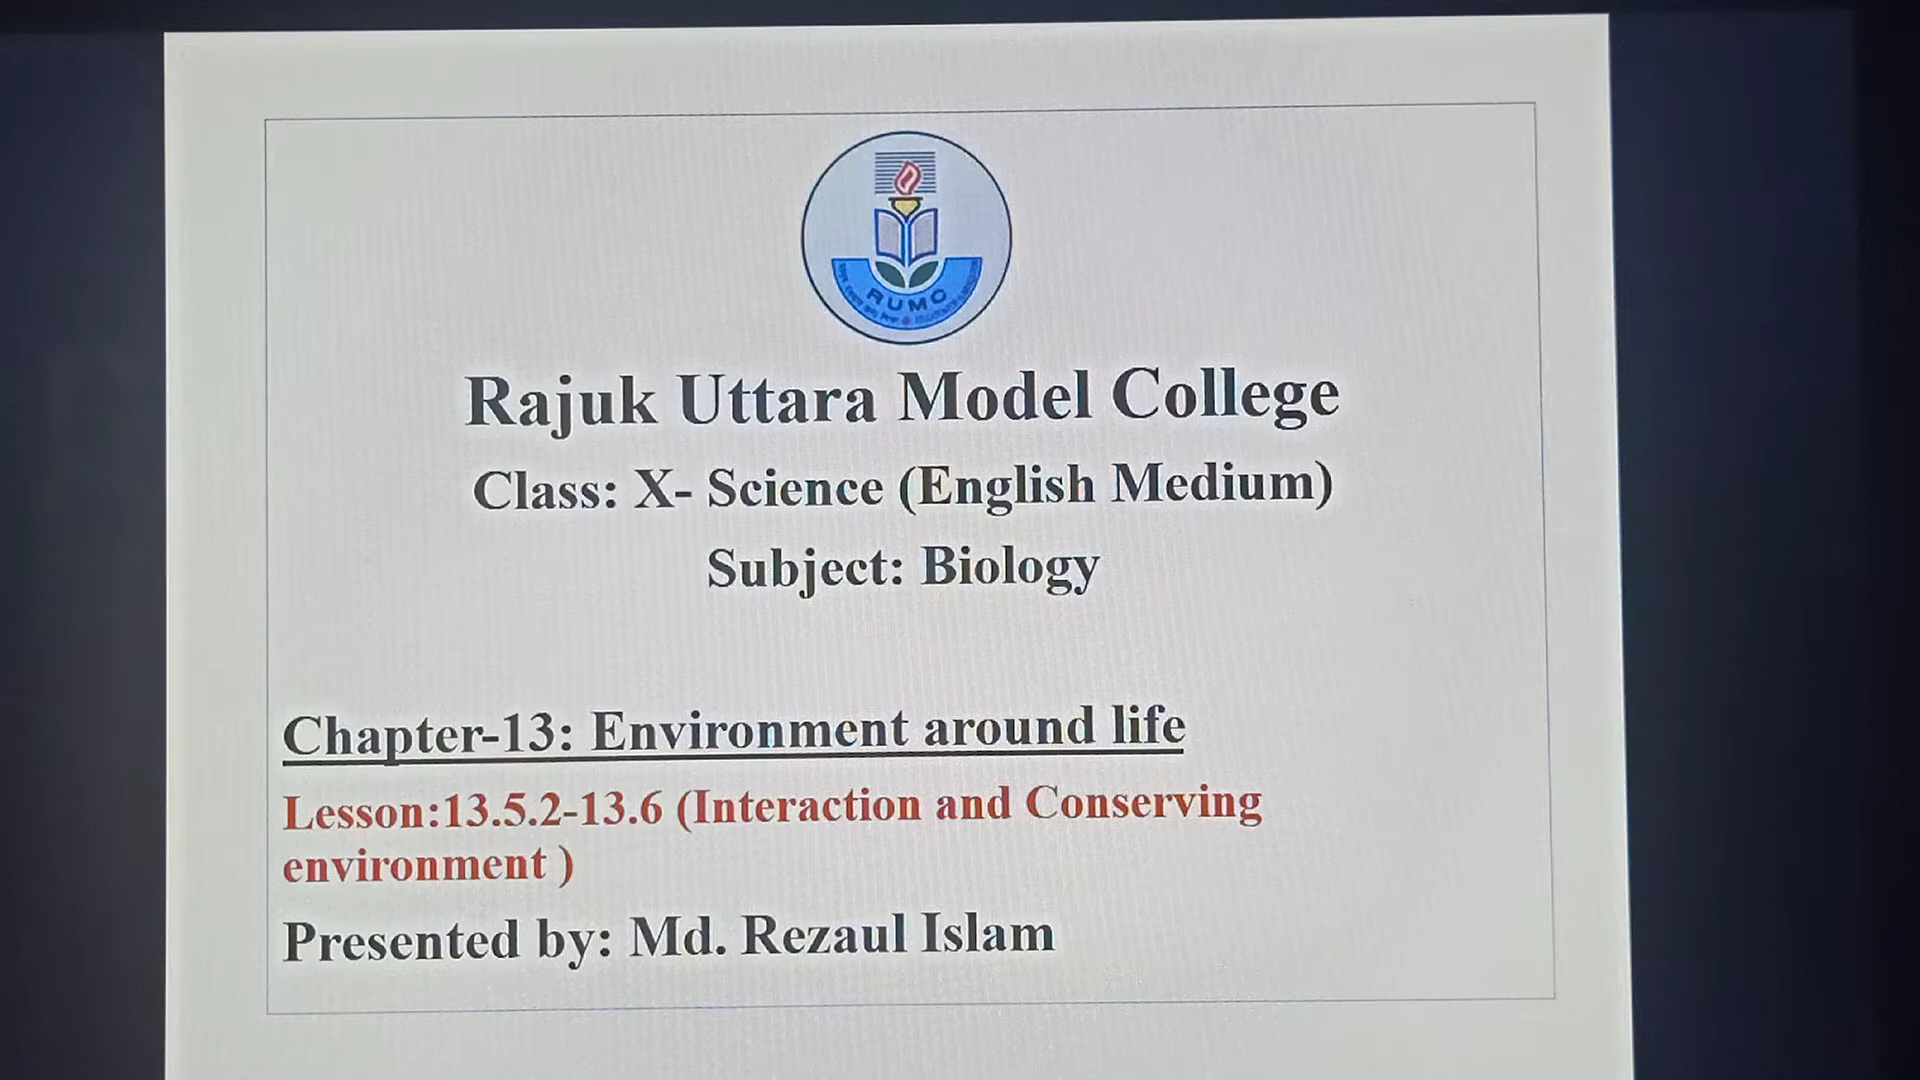 RUMC
Rajuk Uttara Model College
Class: X- Science (English Medium)
Subject: Biology
Chapter-13: Environment around life
Lesson:13.5.2-13.6 (Interaction and Conserving
environment )
Presented by: Md. Rezaul Islam